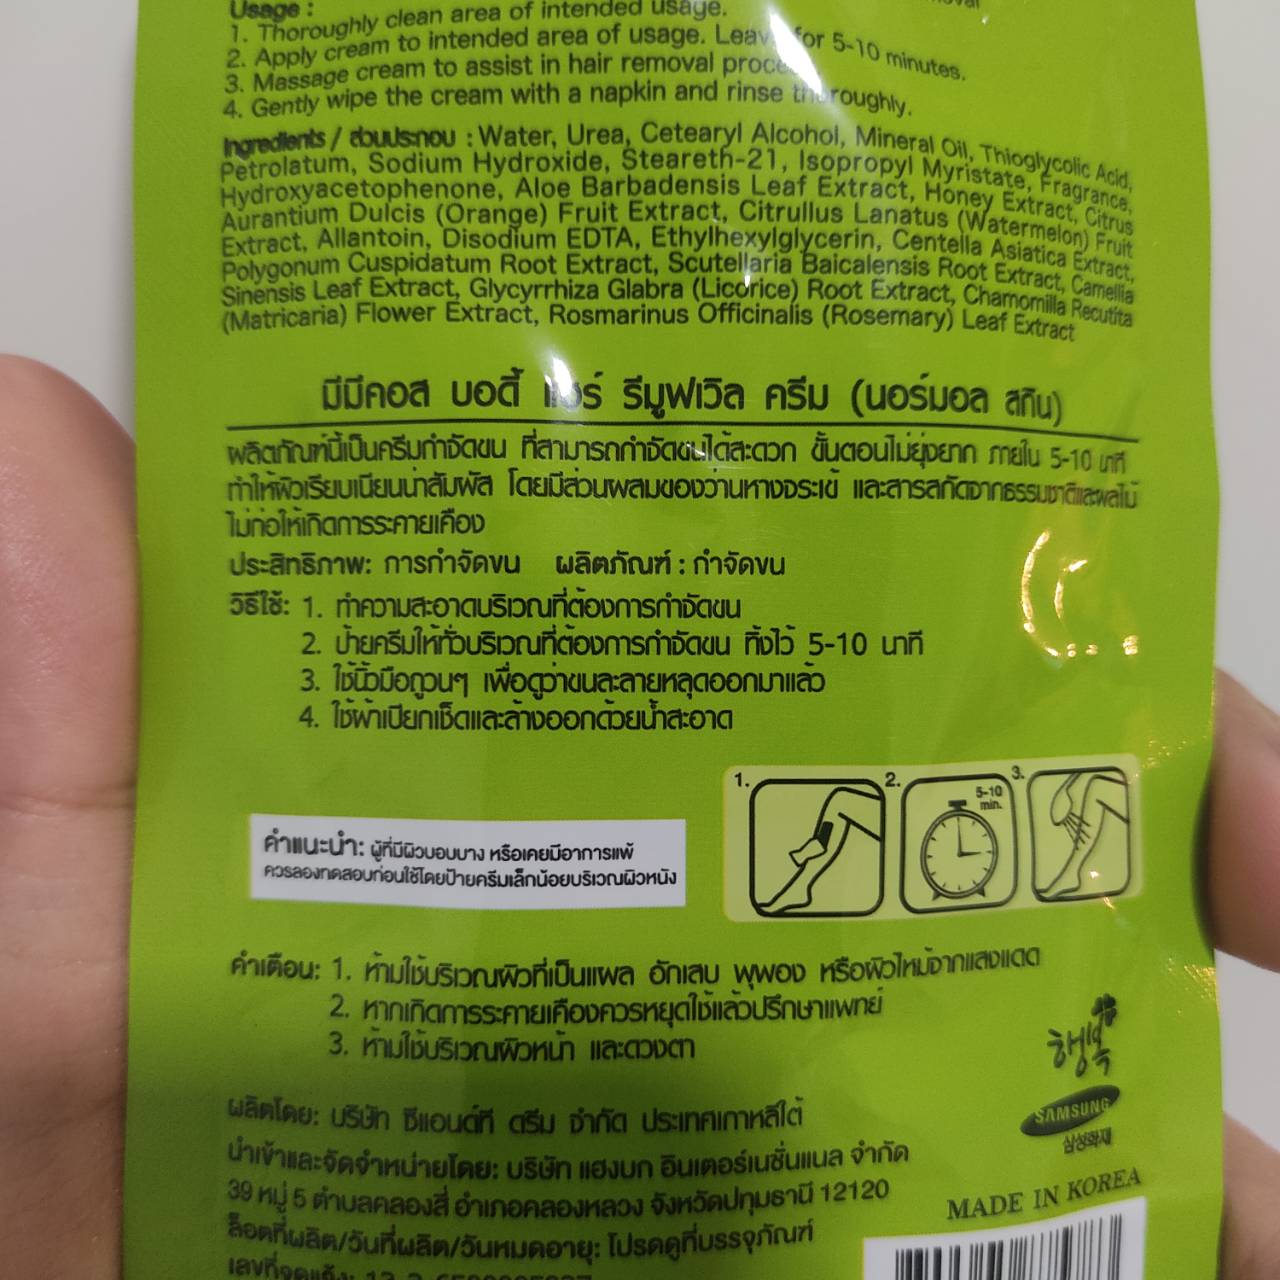 Usage :
1. Thoroughly clean area of intended usage.
2. Apply cream to intended area of usage. Leave for 5-10 minutes.
3. Massage cream to assist in hair removal process.
4. Gently wipe the cream with a napkin and rinse thoroughly.
Ingredients / ส่วนประกอบ : Water, Urea, Cetearyl Alcohol, Mineral Oil, Thioglycolic Acid,
Petrolatum, Sodium Hydroxide, Steareth-21, Isopropyl Myristate, Fragrance,
Hydroxyacetophenone, Aloe Barbadensis Leaf Extract, Honey Extract, Citrus
Aurantium Dulcis (Orange) Fruit Extract, Citrullus Lanatus (Watermelon) Fruit
Extract, Allantoin, Disodium EDTA, Ethylhexylglycerin, Centella Asiatica Extract,
Polygonum Cuspidatum Root Extract, Scutellaria Baicalensis Root Extract, Camellia
Sinensis Leaf Extract, Glycyrrhiza Glabra (Licorice) Root Extract, Chamomilla Recutita
(Matricaria) Flower Extract, Rosmarinus Officinalis (Rosemary) Leaf Extract
มีมีคอส บอดี้ แฮร์ รีมูฟเวิล ครีม (นอร์มอล สกิน)
ผลิตภัณฑ์นี้เป็นครีมกำจัดขน ที่สามารถกำจัดขนได้สะดวก ขั้นตอนไม่ยุ่งยาก ภายใน 5-10 นาที
ทำให้ผิวเรียบเนียนน่าสัมผัส โดยมีส่วนผสมของว่านหางจระเข้ และสารสกัดจากธรรมชาติและผลไม้
ไม่ก่อให้เกิดการระคายเคือง
ประสิทธิภาพ: การกำจัดขน ผลิตภัณฑ์ : กำจัดขน
วิธีใช้: 1. ทำความสะอาดบริเวณที่ต้องการกำจัดขน
2. ป้ายครีมให้ทั่วบริเวณที่ต้องการกำจัดขน ทิ้งไว้ 5-10 นาที
3. ใช้นิ้วมือถูวนๆ เพื่อดูว่าขนละลายหลุดออกมาแล้ว
4. ใช้ผ้าเปียกเช็ดและล้างออกด้วยน้ำสะอาด
1. 2. 3.
5-10
min.
คำแนะนำ: ผู้ที่มีผิวบอบบาง หรือเคยมีอาการแพ้
ควรลองทดสอบก่อนใช้โดยป้ายครีมเล็กน้อยบริเวณผิวหนัง
คำเตือน: 1. ห้ามใช้บริเวณผิวที่เป็นแผล อักเสบ พุพอง หรือผิวไหม้จากแสงแดด
2. หากเกิดการระคายเคืองควรหยุดใช้แล้วปรึกษาแพทย์
3. ห้ามใช้บริเวณผิวหน้า และดวงตา
행복
SAMSUNG
삼성화재
ผลิตโดย: บริษัท ซีแอนด์ที ดรีม จำกัด ประเทศเกาหลีใต้
นำเข้าและจัดจำหน่ายโดย: บริษัท แฮงบก อินเตอร์เนชั่นแนล จำกัด
39 หมู่ 5 ตำบลคลองสี่ อำเภอคลองหลวง จังหวัดปทุมธานี 12120
MADE IN KOREA
ล็อตที่ผลิต/วันที่ผลิต/วันหมดอายุ: โปรดดูที่บรรจุภัณฑ์
เลขที่จดแจ้ง: